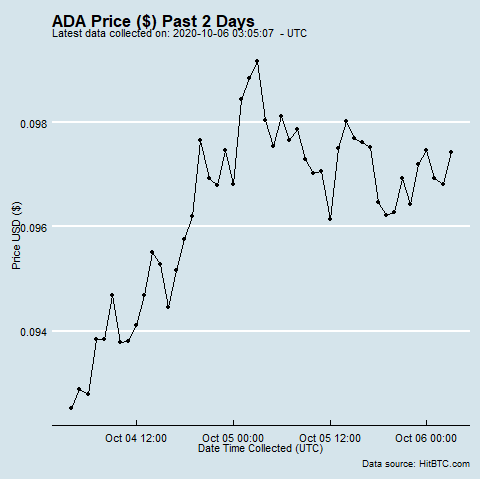 ADA Price ($) Past 2 Days
Latest data collected on: 2020-10-06 03:05:07 - UTC
Price USD ($)
0.098
0.096
0.094
Oct 04 12:00
Oct 05 00:00
Oct 05 12:00
Oct 06 00:00
Date Time Collected (UTC)
Data source: HitBTC.com